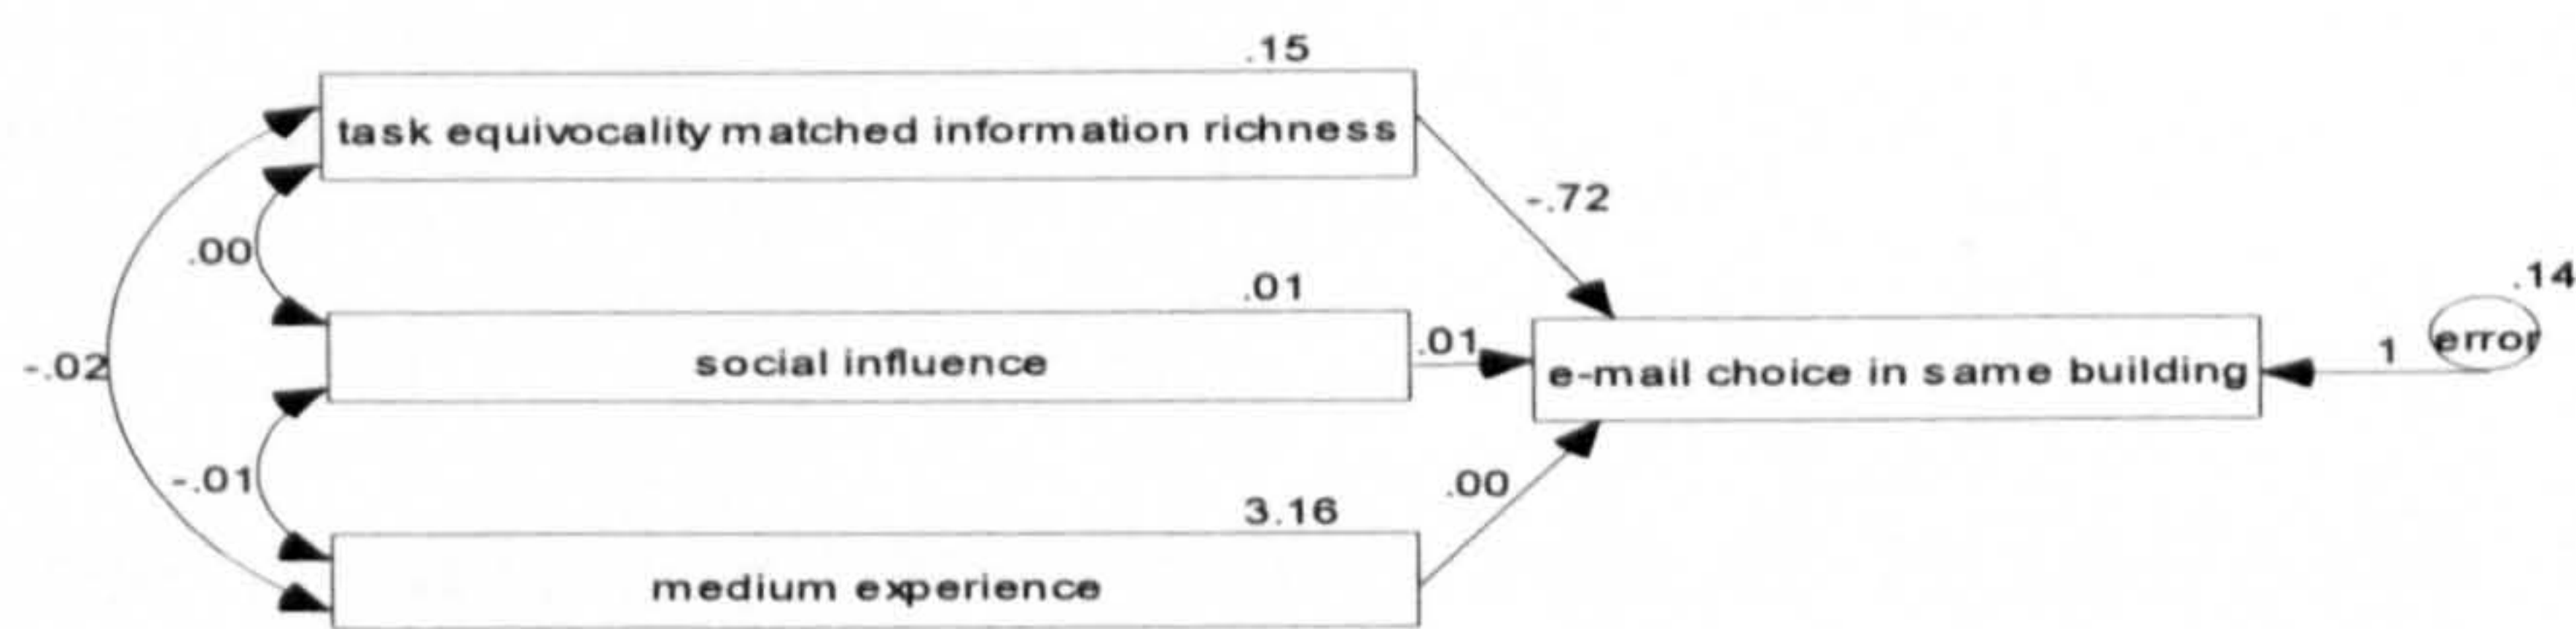 .15
task equivocality matched information richness
-.72
.00
.14
.01
error
.01
1
social influence
e-mail choice in same building
-.02
-.01
.00
3.16
medium experience